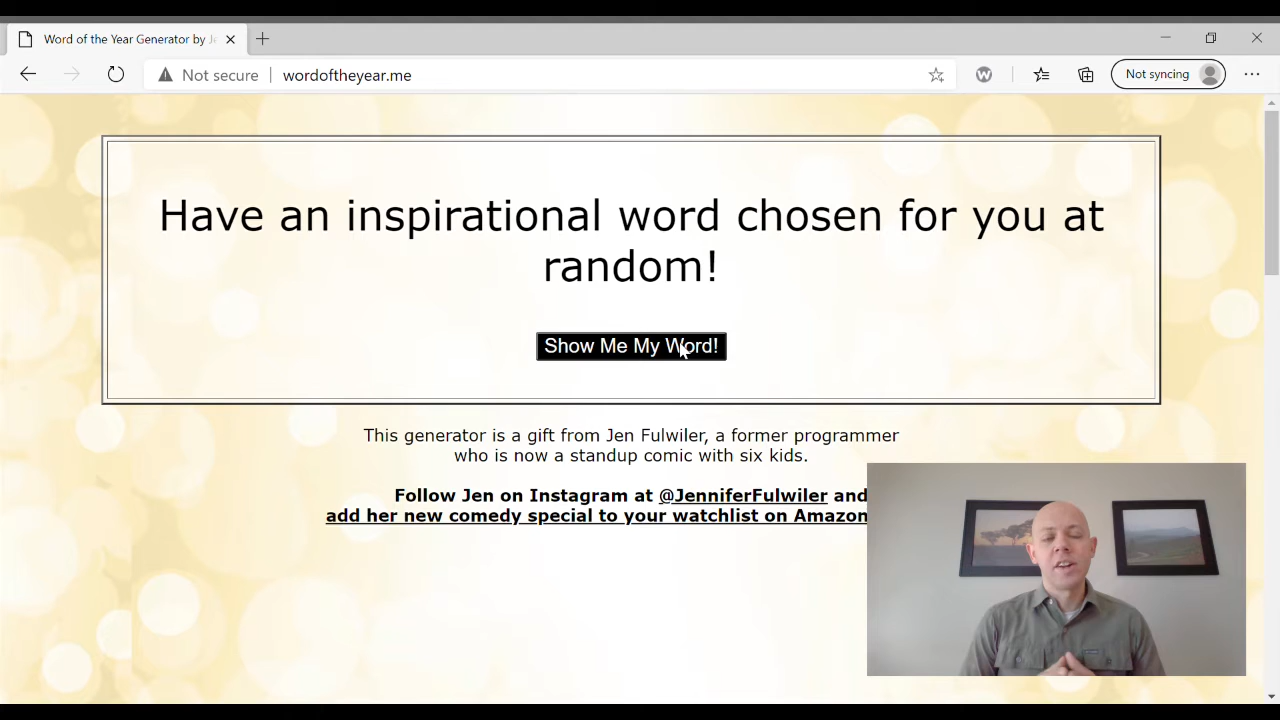 Word of the Year Generator by Je
Not secure
wordoftheyear.me
Not syncing
Have an inspirational word chosen for you at
random!
Show Me My Word!
This generator is a gift from Jen Fulwiler, a former programmer
who is now a standup comic with six kids.
Follow Jen on Instagram at @JenniferFulwiler and
add her new comedy special to your watchlist on Amazon